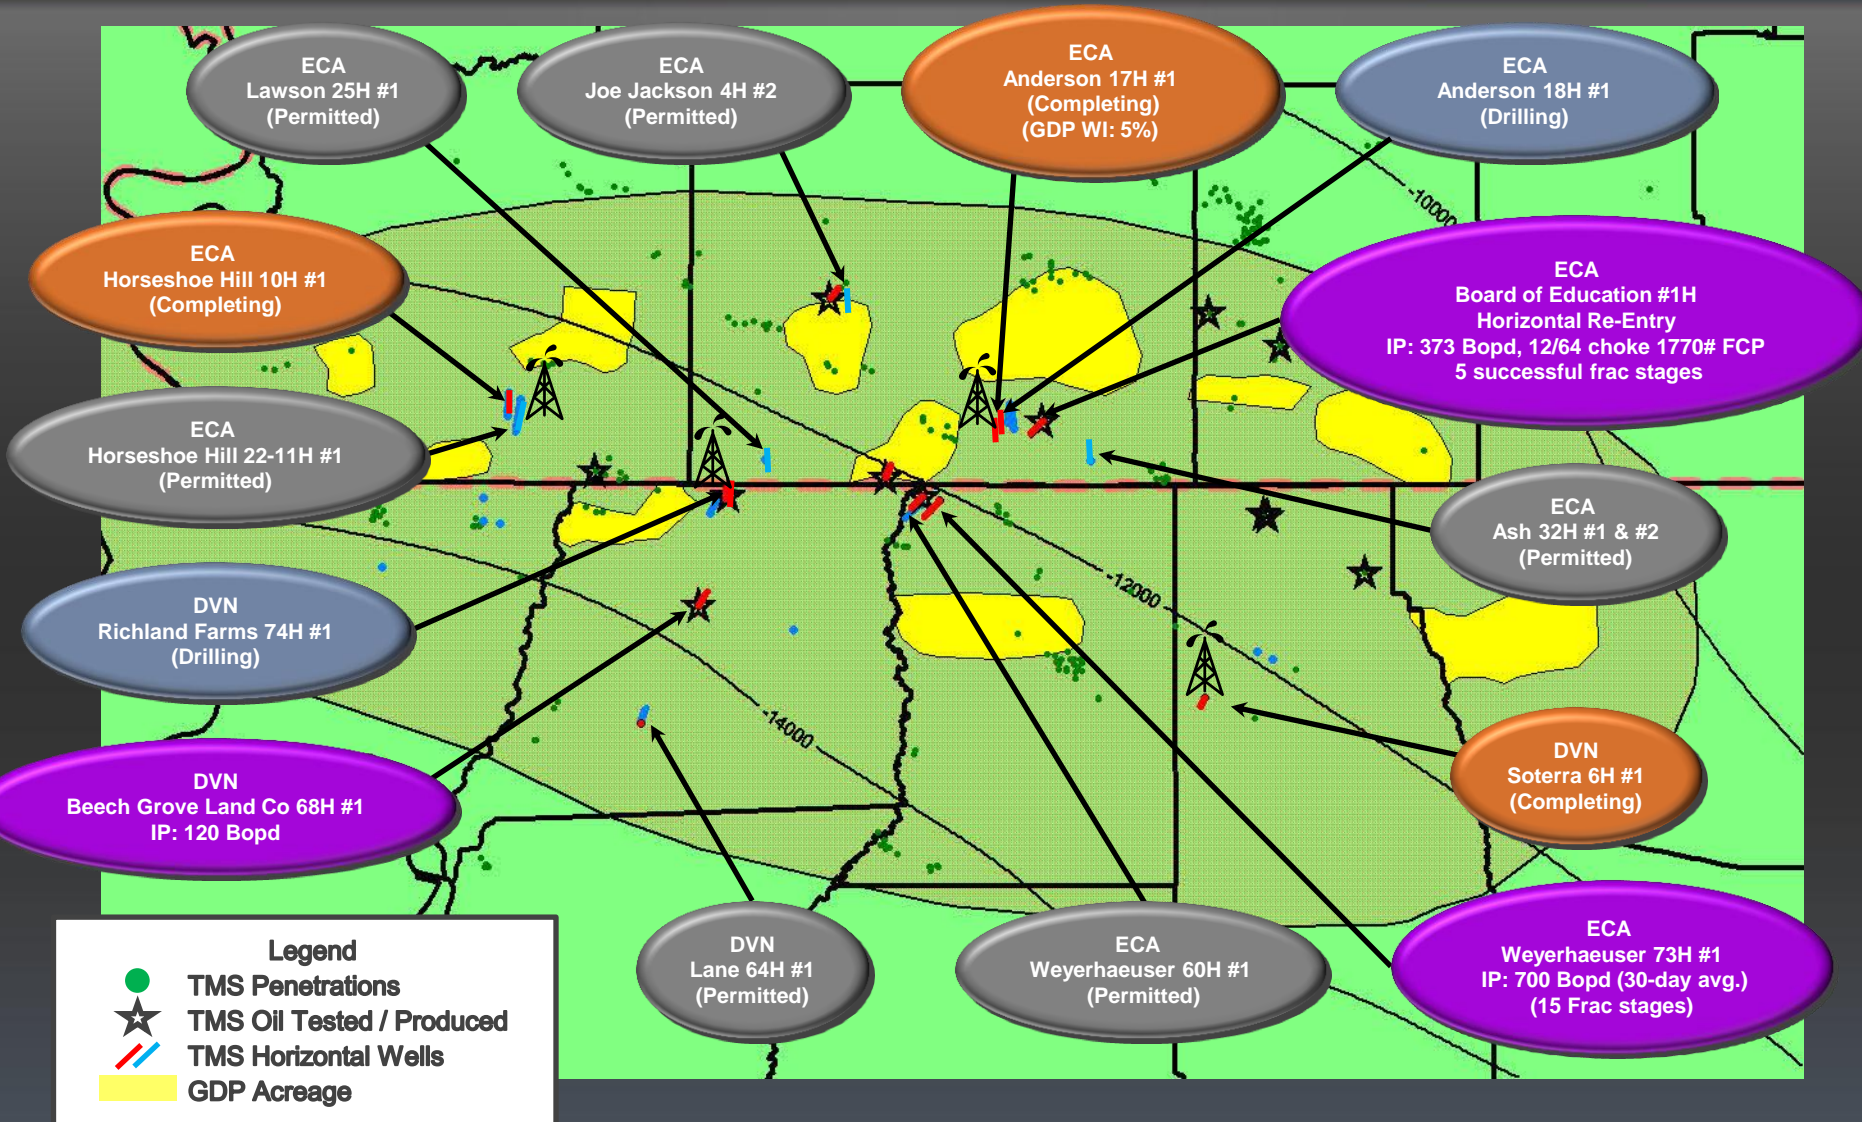 ECA
Lawson 25H #1
(Permitted)
ECA
Joe Jackson 4H #2
(Permitted)
ECA
Anderson 17H #1
(Completing)
(GDP WI: 5%)
ECA
Anderson 18H #1
(Drilling)
-10000
ECA
Horseshoe Hill 10H #1
(Completing)
ECA
Board of Education #1H
Horizontal Re-Entry
IP: 373 Bopd, 12/64 choke 1770# FCP
5 successful frac stages
ECA
Horseshoe Hill 22-11H #1
(Permitted)
ECA
Ash 32H #1 & #2
(Permitted)
-12000
DVN
Richland Farms 74H #1
(Drilling)
-14000
DVN
Soterra 6H #1
(Completing)
DVN
Beech Grove Land Co 68H #1
IP: 120 Bopd
DVN
Lane 64H #1
(Permitted)
ECA
Weyerhaeuser 60H #1
(Permitted)
ECA
Weyerhaeuser 73H #1
IP: 700 Bopd (30-day avg.)
(15 Frac stages)
Legend
TMS Penetrations
TMS Oil Tested / Produced
TMS Horizontal Wells
GDP Acreage